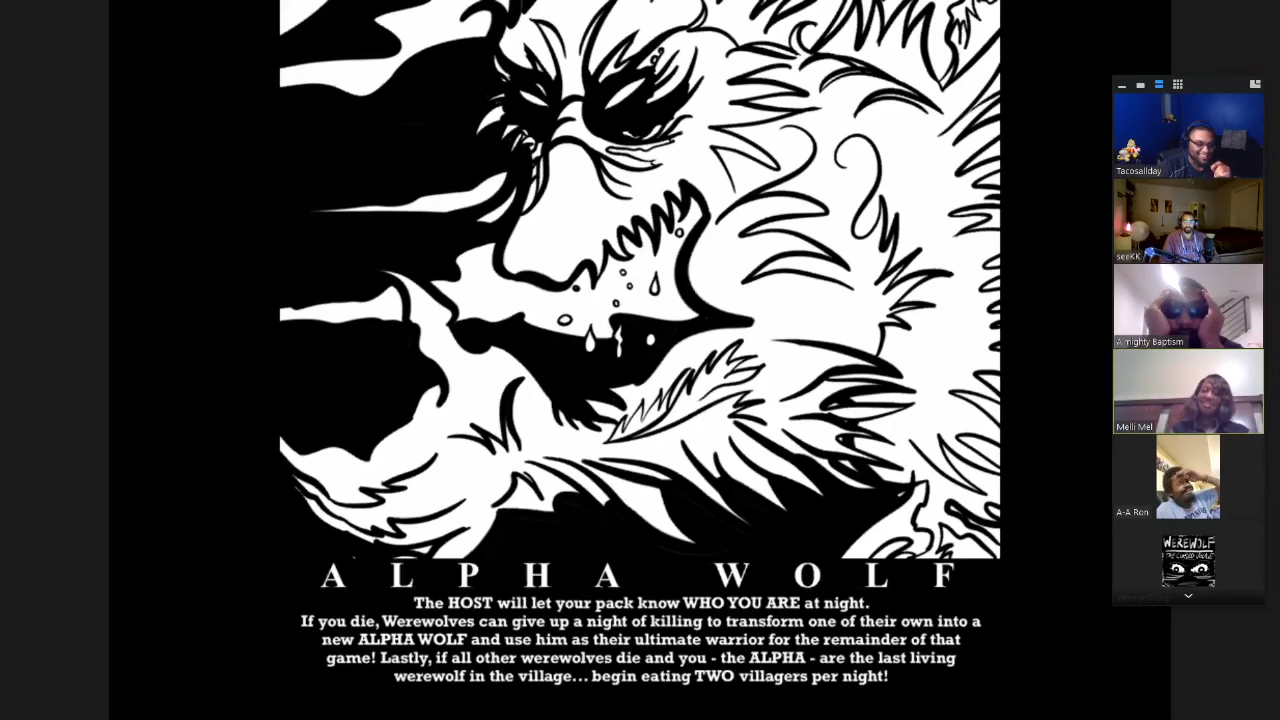 Tacosallday
seeKK
Almighty Baptism
Melli Mel
A-A Ron
WEREWOLF
THE CURSED VILLAGE
ALPHA WOLF
The HOST will let your pack know WHO YOU ARE at night.
If you die, Werewolves can give up a night of killing to transform one of their own into a
new ALPHA WOLF and use him as their ultimate warrior for the remainder of that
game! Lastly, if all other werewolves die and you - the ALPHA - are the last living
werewolf in the village... begin eating TWO villagers per night!